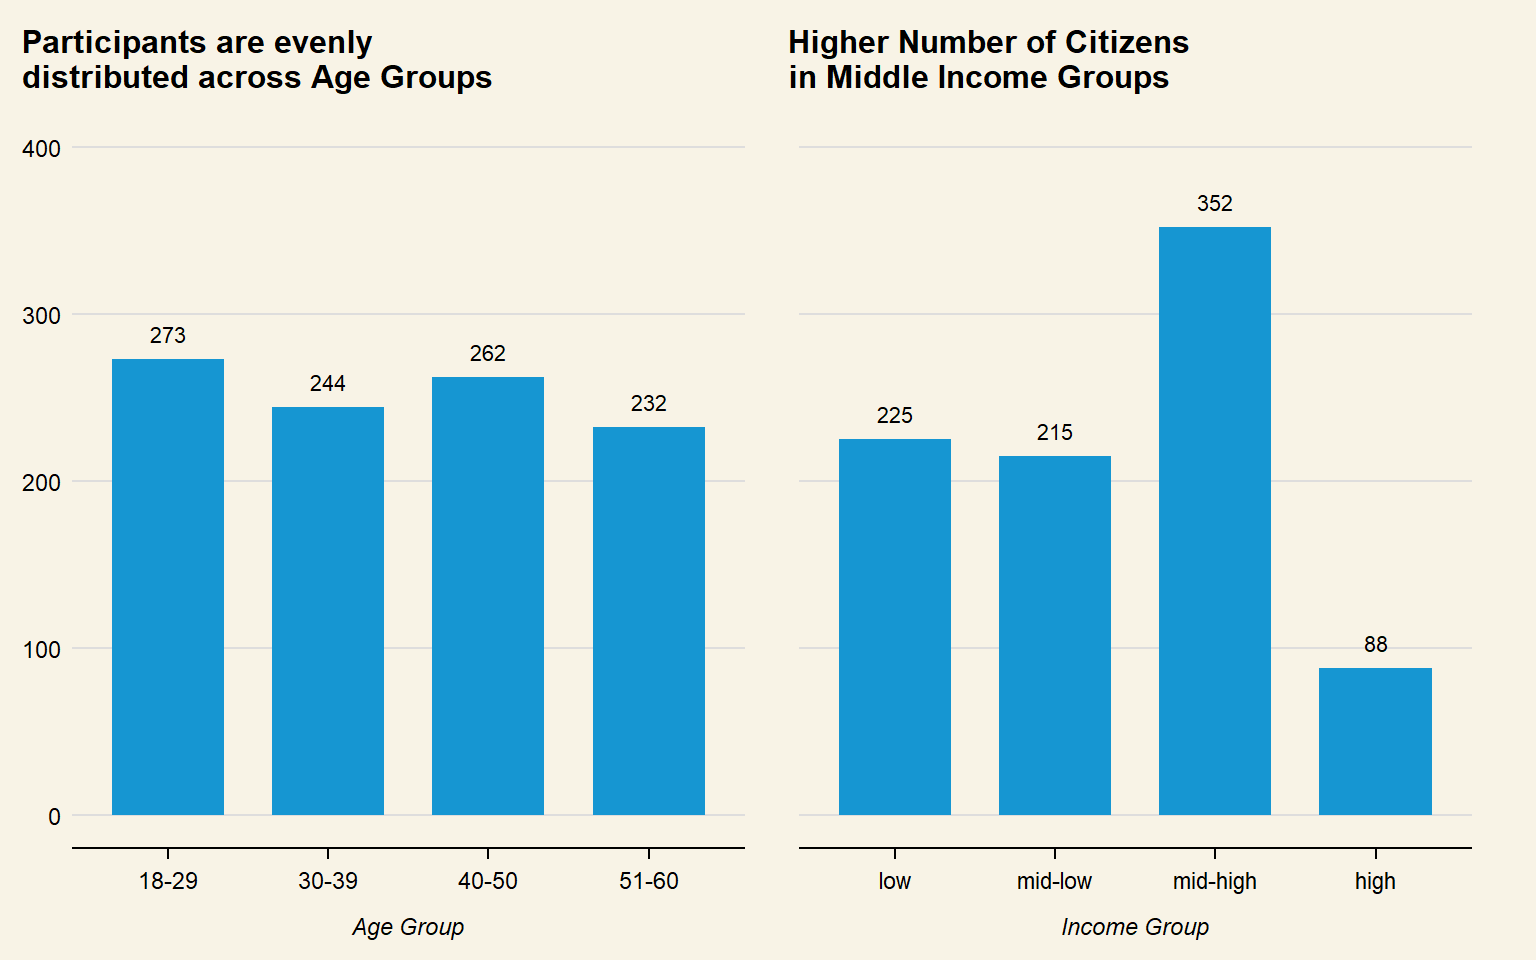 Participants are evenly
distributed across Age Groups
Higher Number of Citizens
in Middle Income Groups
400
300
200
100
0
273
244
262
232
18-29
30-39
40-50
51-60
Age Group
225
215
352
88
low
mid-low
mid-high
high
Income Group